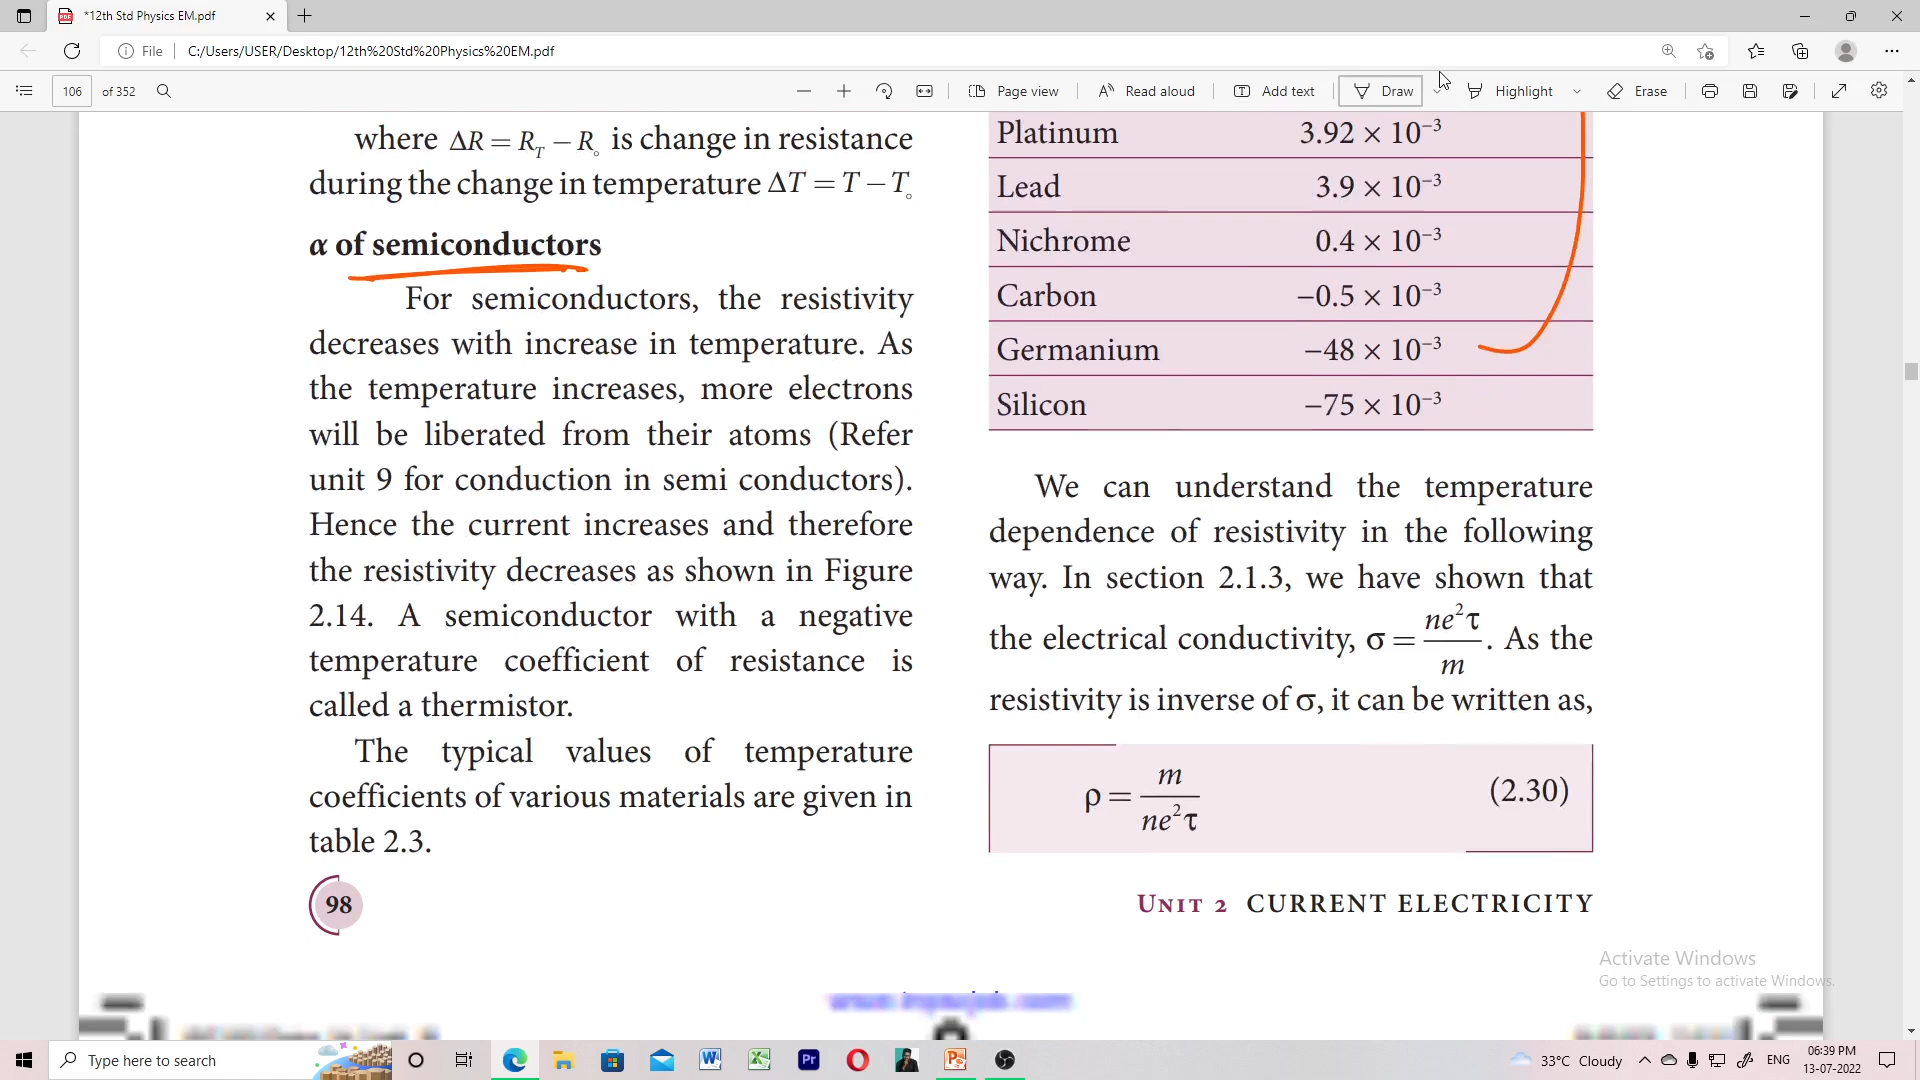 *12th Std Physics EM.pdf
File
C:/Users/USER/Desktop/12th%20Std%20Physics%20EM.pdf
106 of 352
Page view
Read aloud
Add text
Draw
Highlight
Erase
where ΔR = R_T − R_o is change in resistance
during the change in temperature ΔT = T − T_o
α of semiconductors
For semiconductors, the resistivity
decreases with increase in temperature. As
the temperature increases, more electrons
will be liberated from their atoms (Refer
unit 9 for conduction in semi conductors).
Hence the current increases and therefore
the resistivity decreases as shown in Figure
2.14. A semiconductor with a negative
temperature coefficient of resistance is
called a thermistor.
The typical values of temperature
coefficients of various materials are given in
table 2.3.
98
Platinum 3.92 × 10⁻³
Lead 3.9 × 10⁻³
Nichrome 0.4 × 10⁻³
Carbon −0.5 × 10⁻³
Germanium −48 × 10⁻³
Silicon −75 × 10⁻³
We can understand the temperature
dependence of resistivity in the following
way. In section 2.1.3, we have shown that
the electrical conductivity, σ = ne²τ/m. As the
resistivity is inverse of σ, it can be written as,
ρ = m/ne²τ (2.30)
UNIT 2 CURRENT ELECTRICITY
Activate Windows
Go to Settings to activate Windows.
Type here to search
33°C Cloudy
ENG
06:39 PM
13-07-2022